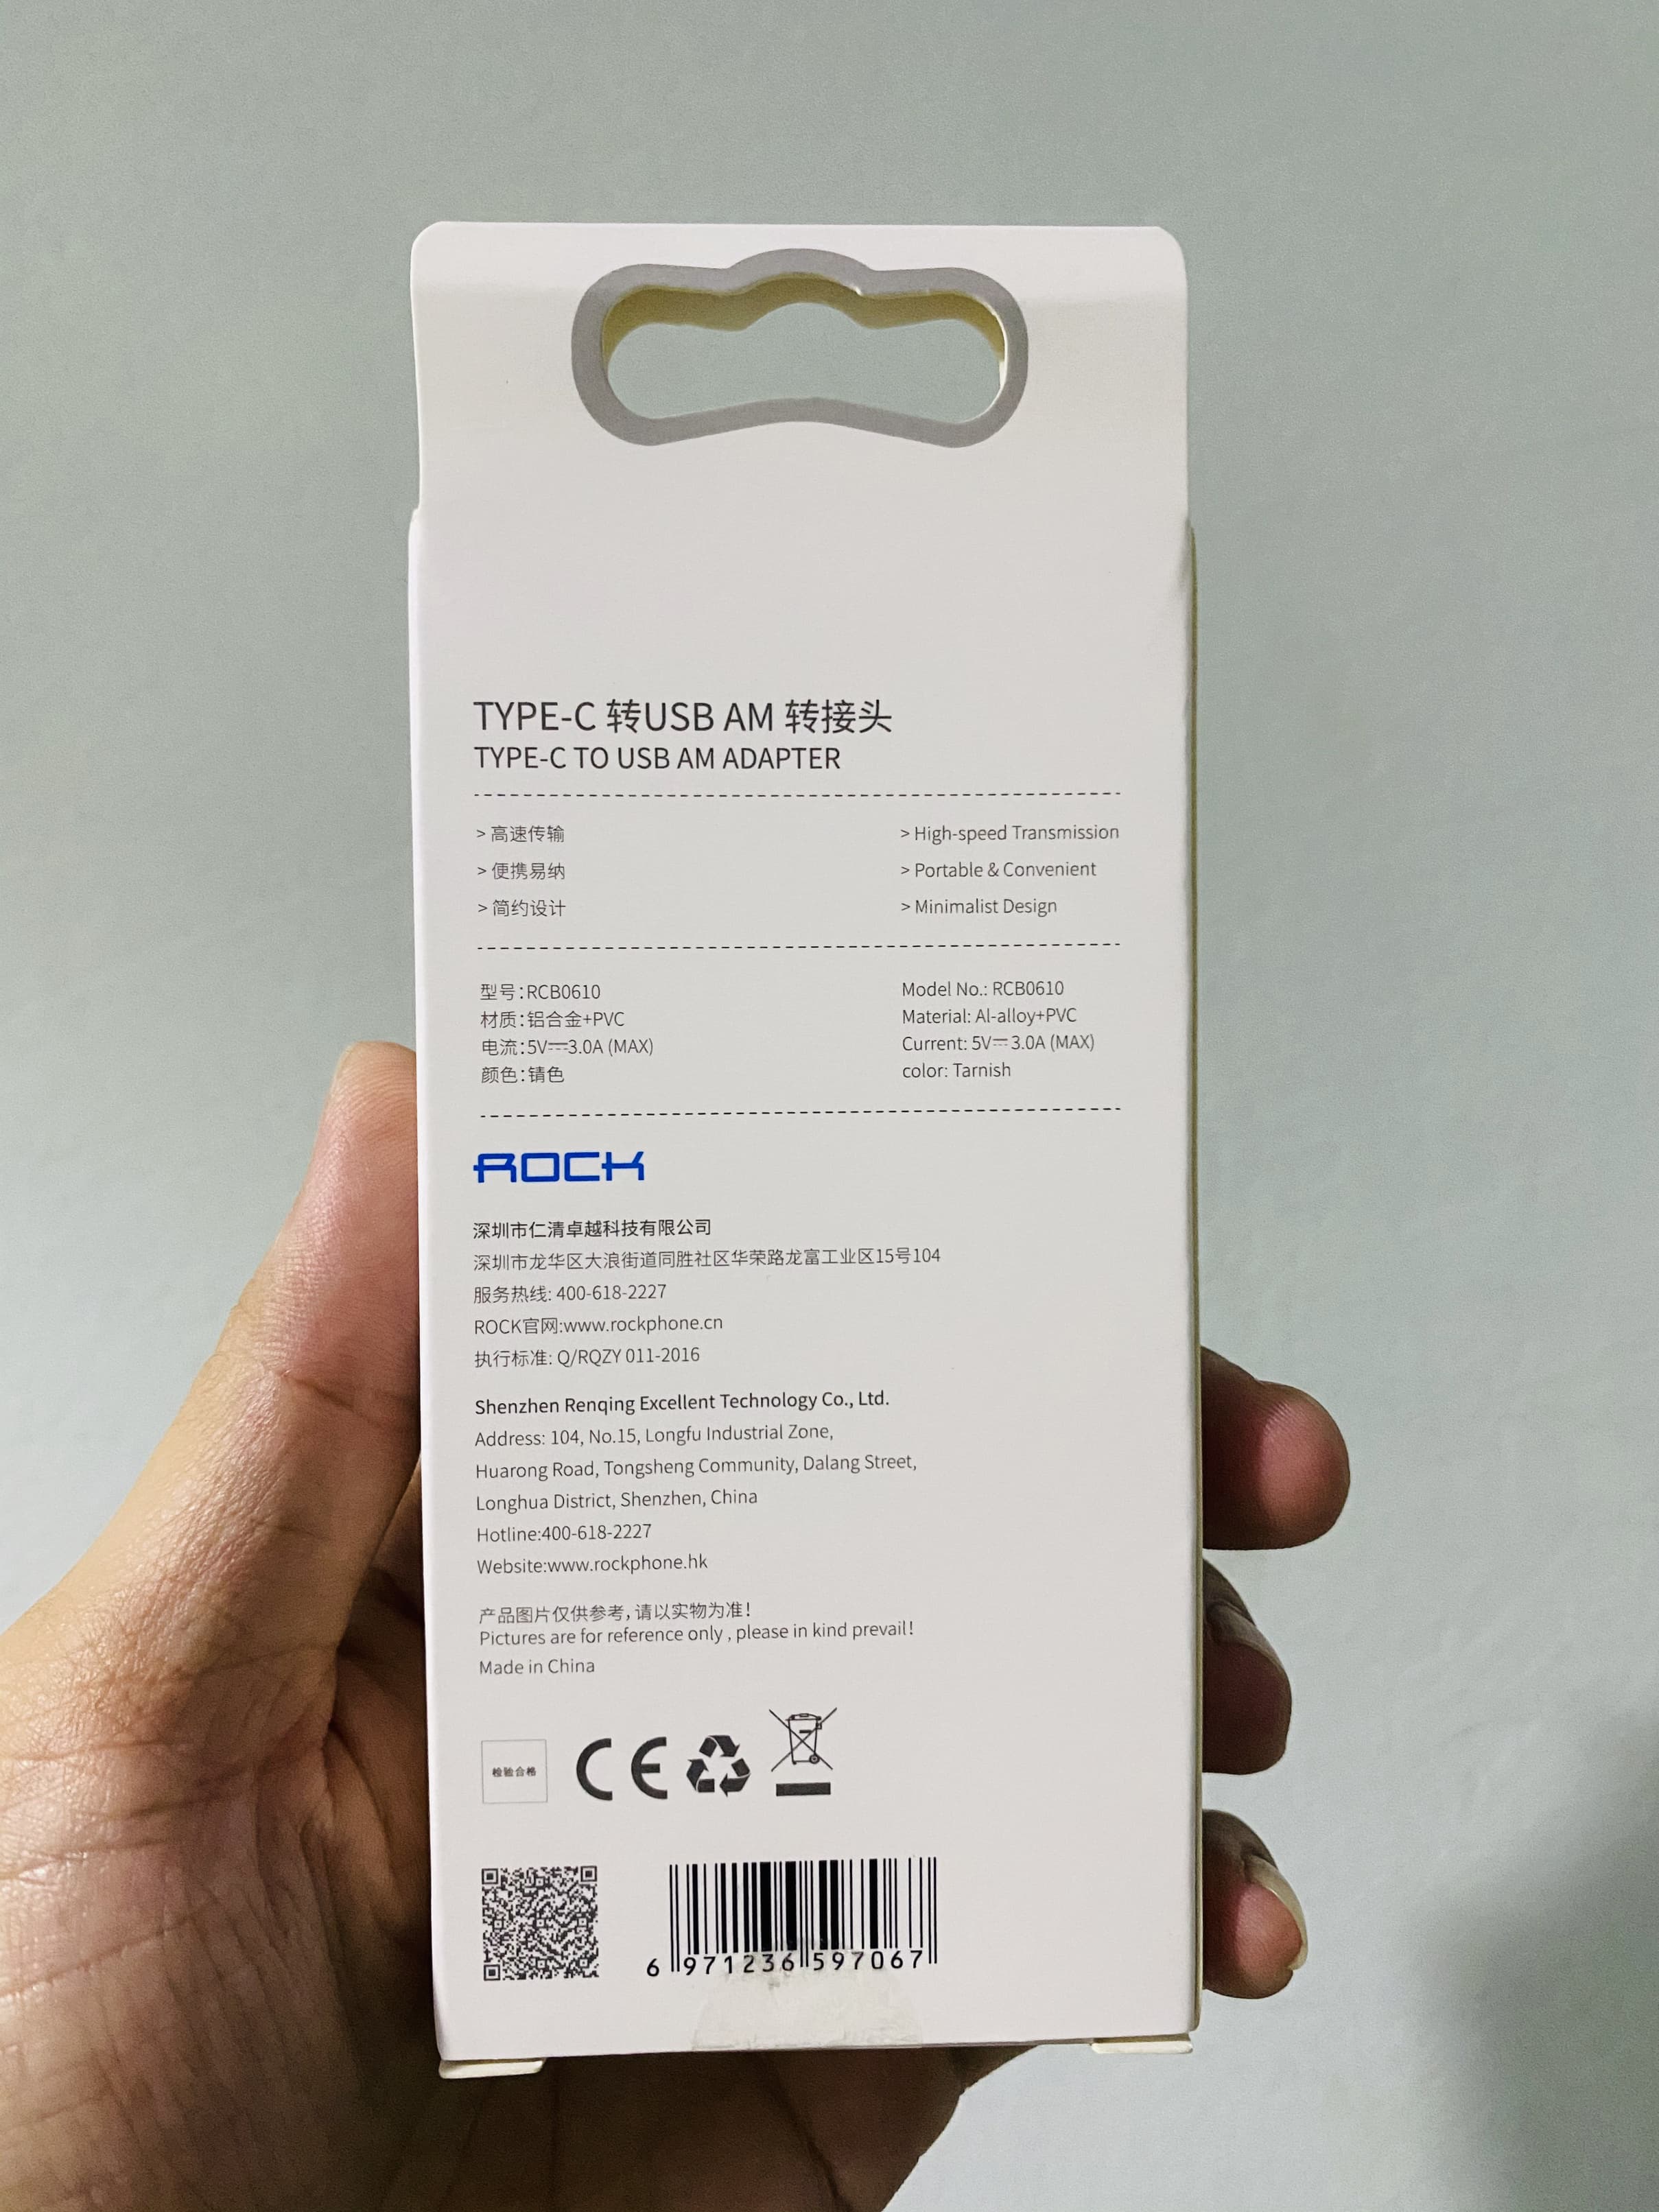 TYPE-C 转USB AM 转接头
TYPE-C TO USB AM ADAPTER
> 高速传输
> 便携易纳
> 简约设计
> High-speed Transmission
> Portable & Convenient
> Minimalist Design
型号:RCB0610
材质:铝合金+PVC
电流:5V⎓3.0A (MAX)
颜色:锖色
Model No.: RCB0610
Material: Al-alloy+PVC
Current: 5V⎓3.0A (MAX)
color: Tarnish
ROCK
深圳市仁清卓越科技有限公司
深圳市龙华区大浪街道同胜社区华荣路龙富工业区15号104
服务热线: 400-618-2227
ROCK官网:www.rockphone.cn
执行标准: Q/RQZY 011-2016
Shenzhen Renqing Excellent Technology Co., Ltd.
Address: 104, No.15, Longfu Industrial Zone,
Huarong Road, Tongsheng Community, Dalang Street,
Longhua District, Shenzhen, China
Hotline:400-618-2227
Website:www.rockphone.hk
产品图片仅供参考,请以实物为准!
Pictures are for reference only , please in kind prevail!
Made in China
检验合格
CE
6 971236 597067